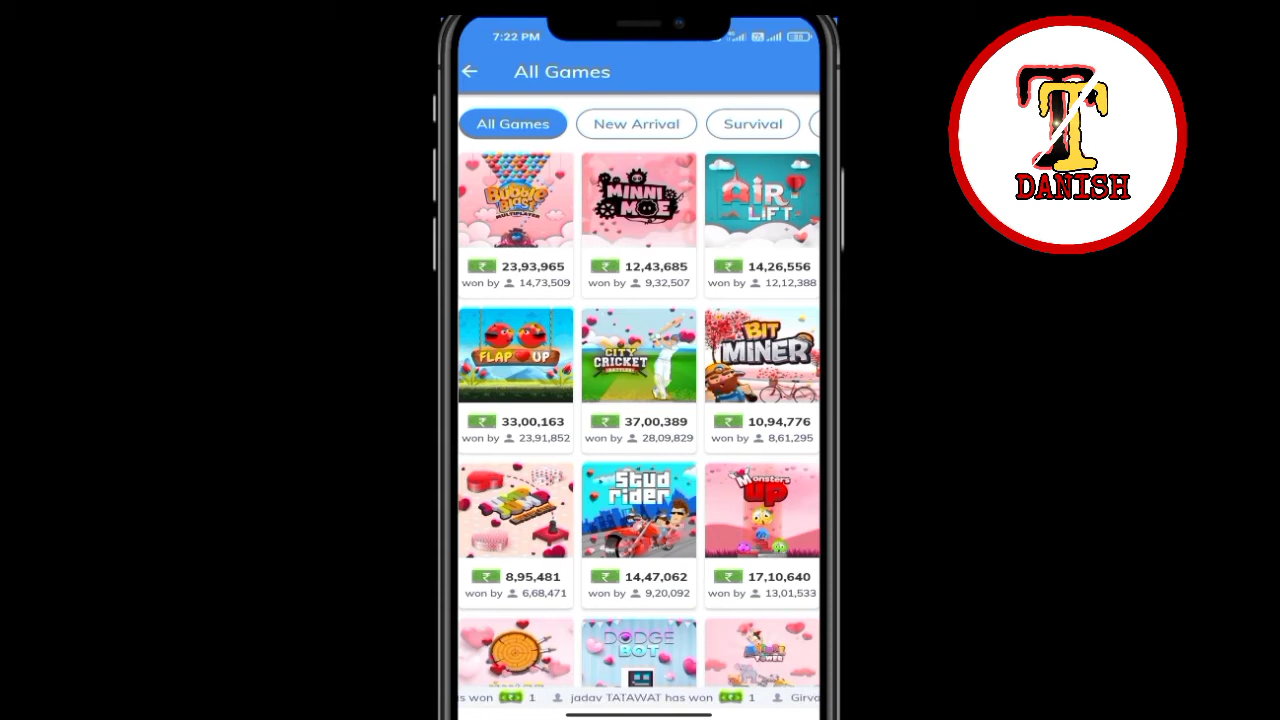 7:22 PM
All Games
All Games
New Arrival
Survival
T
T
DANISH
Bubble
Blast
MULTIPLAYER
MINNI
MOE
AIR
LIFT
₹ 23,93,965
won by 14,73,509
₹ 12,43,685
won by 9,32,507
₹ 14,26,556
won by 12,12,388
FLAP UP
CITY
CRICKET
BATTLES
BIT
MINER
₹ 33,00,163
won by 23,91,852
₹ 37,00,389
won by 28,09,829
₹ 10,94,776
won by 8,61,295
Stud
rider
Monsters
up
₹ 8,95,481
won by 6,68,471
₹ 14,47,062
won by 9,20,092
₹ 17,10,640
won by 13,01,533
DODGE
BOT
TOWER
s won 1 jadav TATAWAT has won 1 Girva